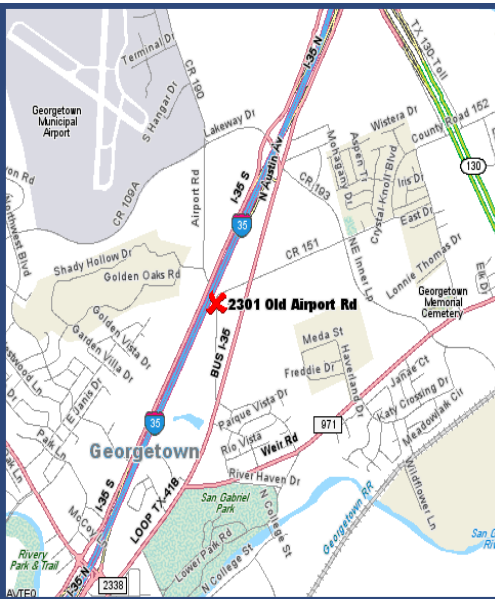 Terminal Dr
CR 190
I-35 N
TX 130-Toll
S Hangar Dr
Georgetown
Municipal
Airport
Lakeway Dr
N Austin Av
Wistera Dr
County Road 152
Aspen Tr
Mohagany Dr
Crystal Knoll Blvd
130
I-35 S
CR 193
Iris Dr
CR 109A
Airport Rd
35
East Dr
Northwest Blvd
CR 151
NE Inner Lp
Lonnie Thomas Dr
Shady Hollow Dr
Golden Oaks Rd
Elk Dr
2301 Old Airport Rd
Georgetown
Memorial
Cemetery
Golden Vista Dr
Garden Villa Dr
BUS I-35
Meda St
Freddie Dr
Haverland Dr
Janae Ct
Katy Crossing Dr
Meadowlark Cir
E Janis Dr
Park Ln
35
Parque Vista Dr
971
Georgetown
Rio Vista
Weir Rd
River Haven Dr
Wildflower Ln
I-35 S
LOOP TX-418
San Gabriel
Park
N College St
Georgetown RR
McCoy Ln
Rivery
Park & Trail
Lower Park Rd
N College St
I-35 N
2338
AVTEQ